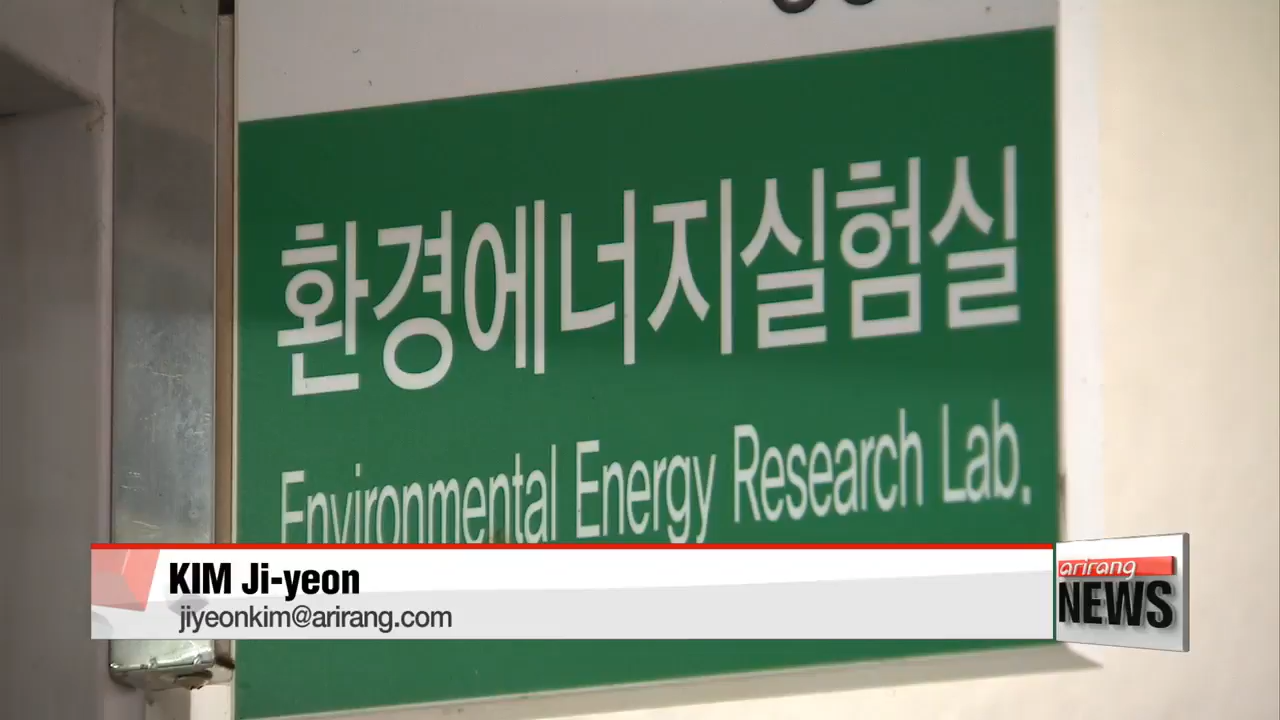 환경에너지실험실
Environmental Energy Research Lab.
KIM Ji-yeon
jiyeonkim@arirang.com
arirang
NEWS